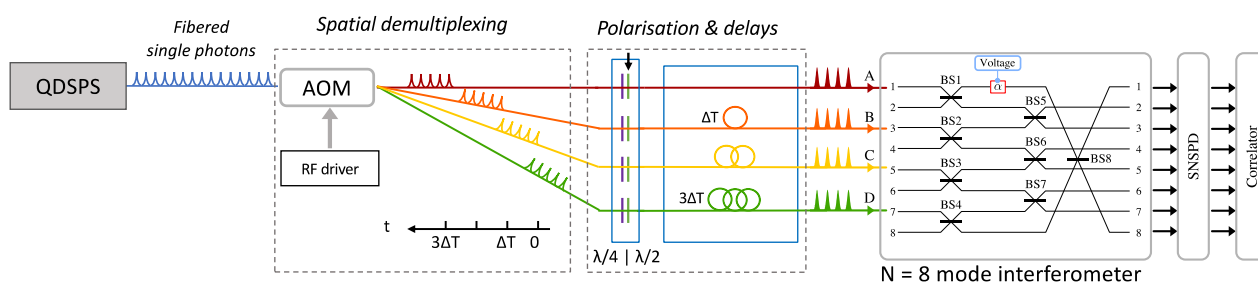 Fibered
single photons
Spatial demultiplexing
Polarisation & delays
QDSPS
AOM
RF driver
t
3ΔT
ΔT
0
ΔT
3ΔT
λ/4 | λ/2
A
B
C
D
Voltage
α
BS1
BS2
BS3
BS4
BS5
BS6
BS7
BS8
1
2
3
4
5
6
7
8
1
2
3
4
5
6
7
8
N = 8 mode interferometer
SNSPD
Correlator